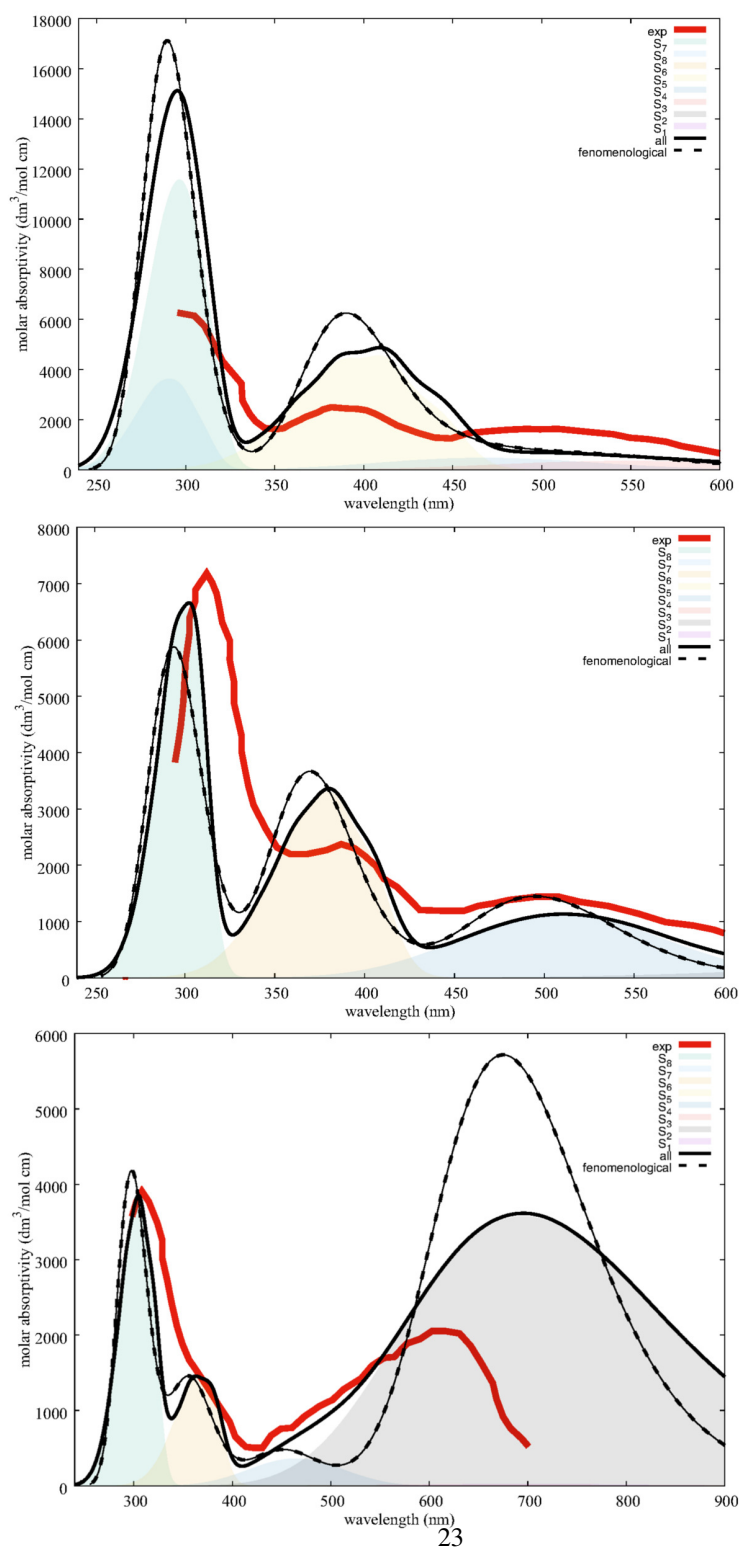 18000
16000
14000
12000
10000
8000
6000
4000
2000
0
molar absorptivity (dm³/mol cm)
exp
S₇
S₈
S₆
S₅
S₄
S₃
S₂
S₁
all
fenomenological
250 300 350 400 450 500 550 600
wavelength (nm)
8000
7000
6000
5000
4000
3000
2000
1000
0
molar absorptivity (dm³/mol cm)
exp
S₈
S₇
S₆
S₅
S₄
S₃
S₂
S₁
all
fenomenological
250 300 350 400 450 500 550 600
wavelength (nm)
6000
5000
4000
3000
2000
1000
0
molar absorptivity (dm³/mol cm)
exp
S₈
S₇
S₆
S₅
S₄
S₃
S₂
S₁
all
fenomenological
300 400 500 600 700 800 900
wavelength (nm)
23